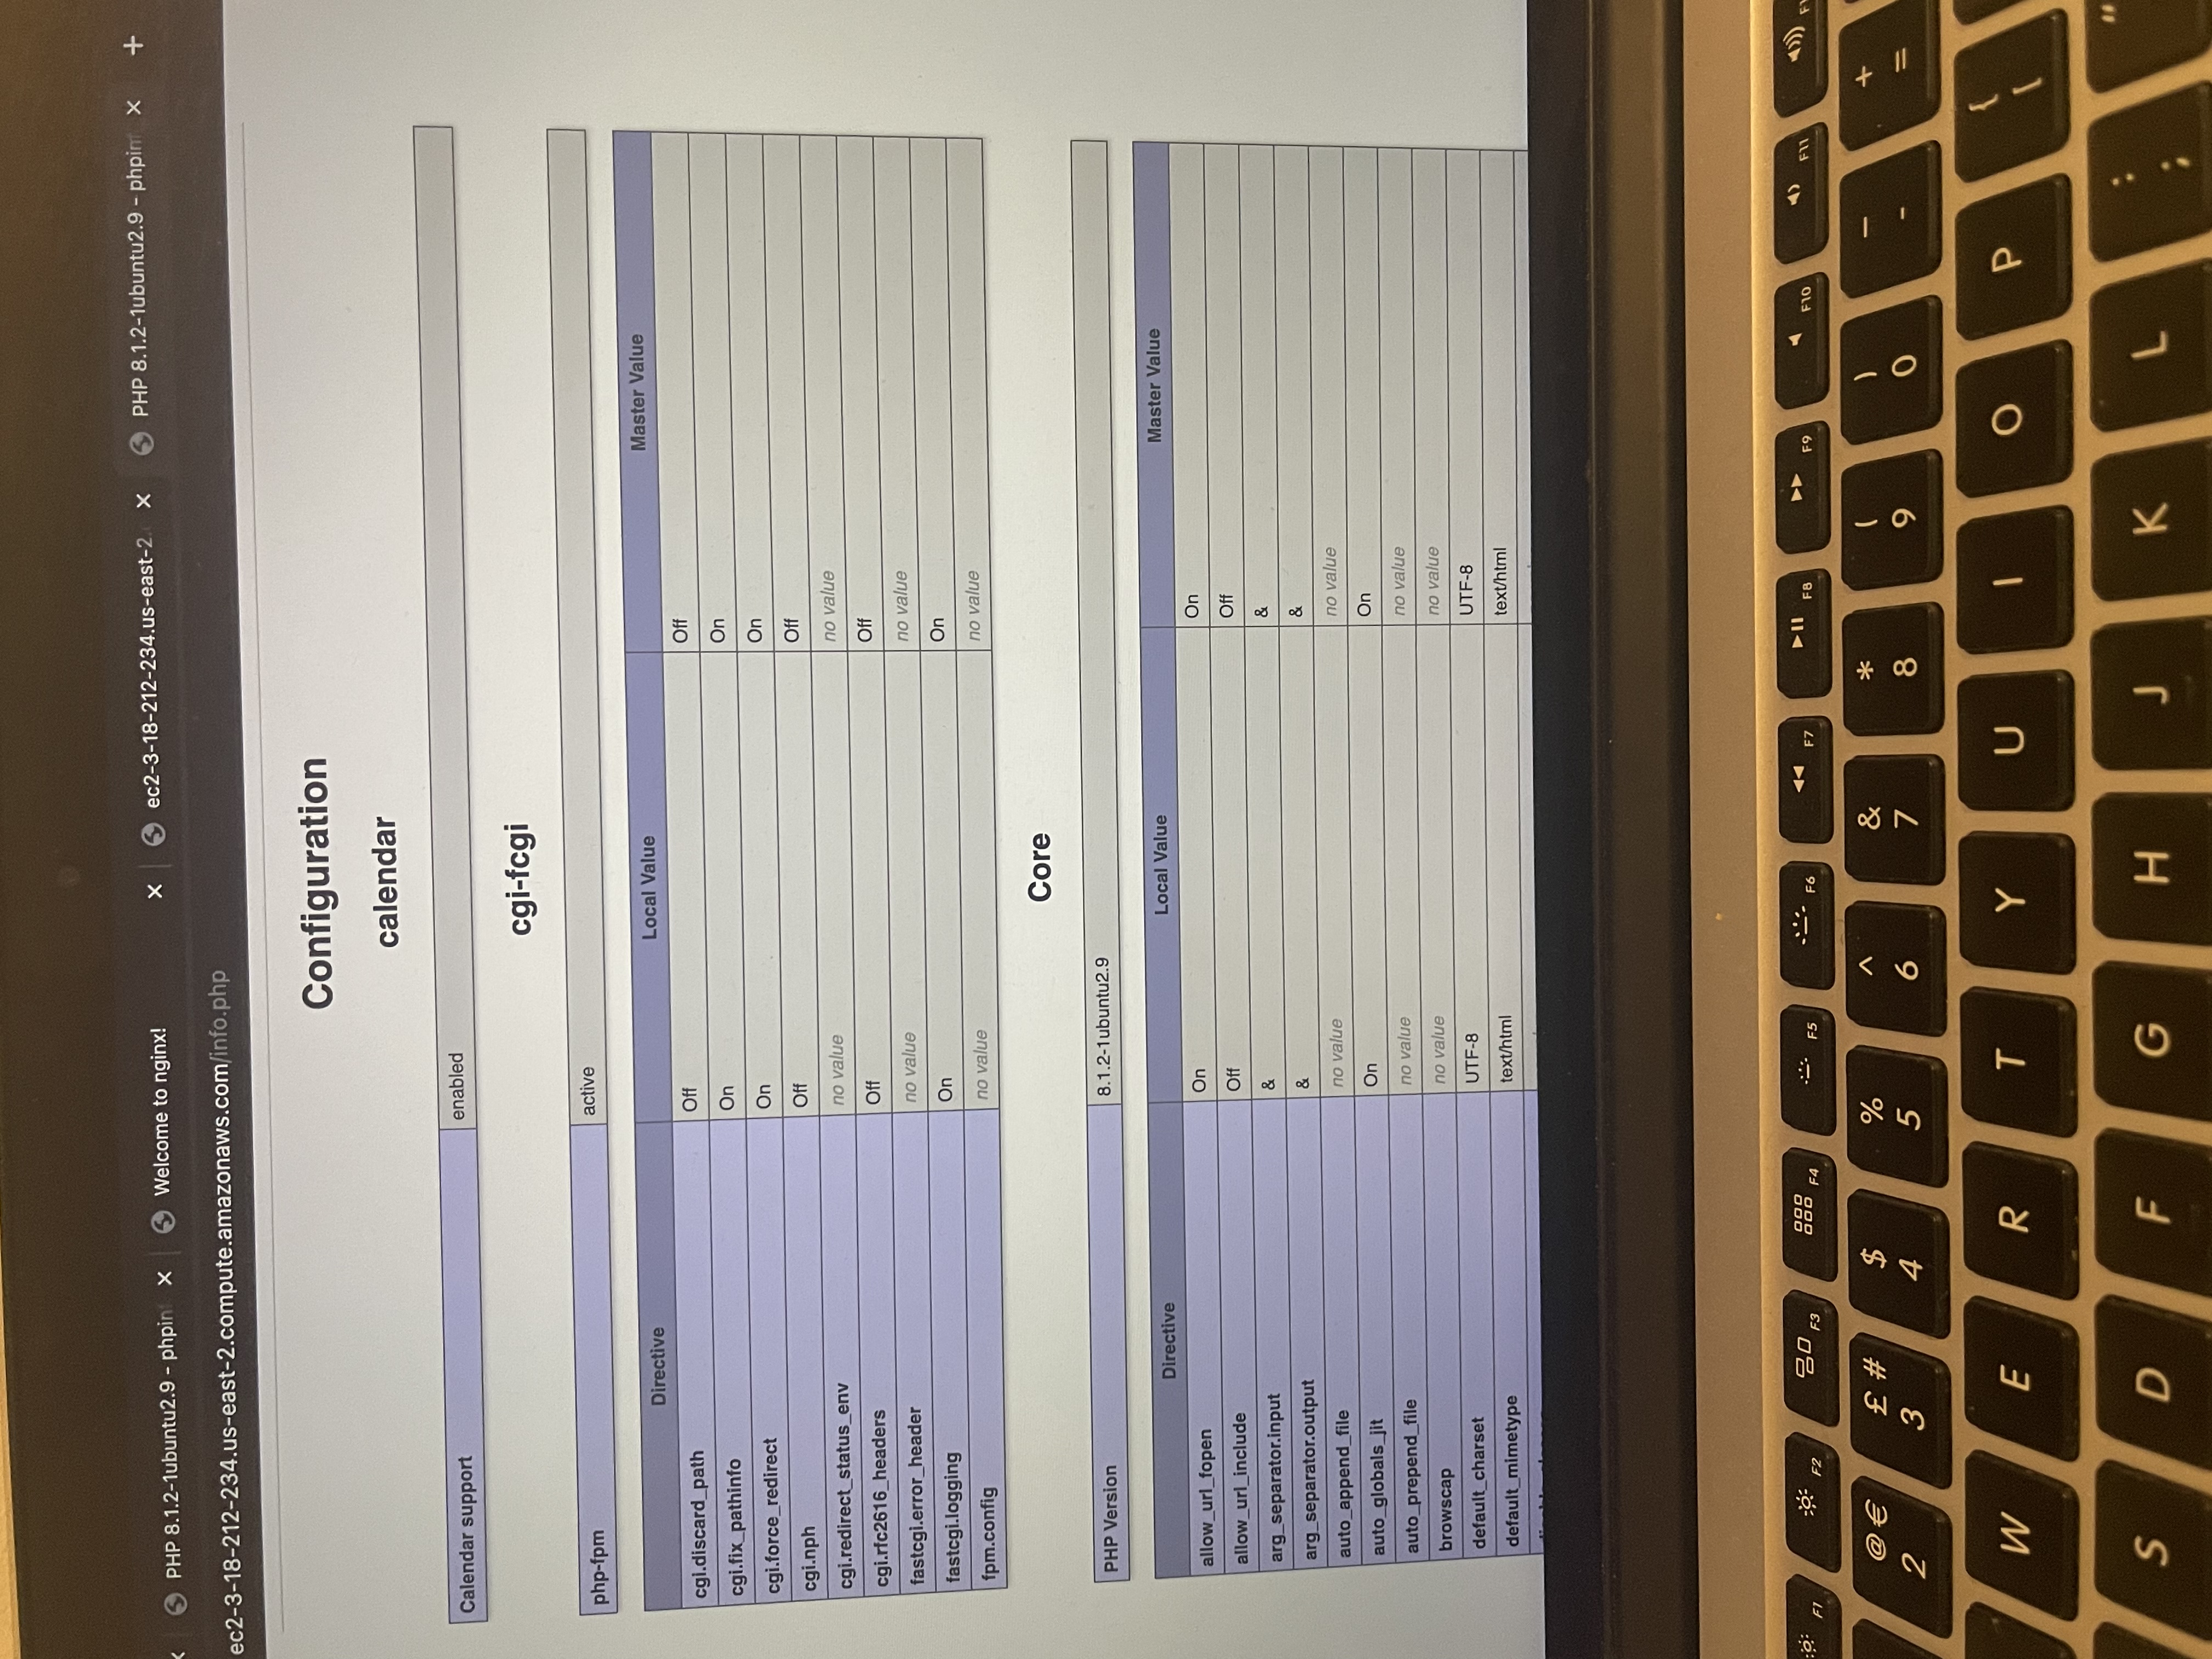 PHP 8.1.2-1ubuntu2.9 - phpin
Welcome to nginx!
ec2-3-18-212-234.us-east-2.
PHP 8.1.2-1ubuntu2.9 - phpin
ec2-3-18-212-234.us-east-2.compute.amazonaws.com/info.php
Configuration
calendar
Calendar support enabled
cgi-fcgi
php-fpm active
Directive Local Value Master Value
cgi.discard_path Off Off
cgi.fix_pathinfo On On
cgi.force_redirect On On
cgi.nph Off Off
cgi.redirect_status_env no value no value
cgi.rfc2616_headers Off Off
fastcgi.error_header no value no value
fastcgi.logging On On
fpm.config no value no value
Core
PHP Version 8.1.2-1ubuntu2.9
Directive Local Value Master Value
allow_url_fopen On On
allow_url_include Off Off
arg_separator.input & &
arg_separator.output & &
auto_append_file no value no value
auto_globals_jit On On
auto_prepend_file no value no value
browscap no value no value
default_charset UTF-8 UTF-8
default_mimetype text/html text/html
F1 F2 F3 F4 F5 F6 F7 F8 F9 F10 F11
@ € £ # $ % ^ & * ( ) — +
2 3 4 5 6 7 8 9 0 - =
W E R T Y U I O P { [
S D F G H J K L : ; "